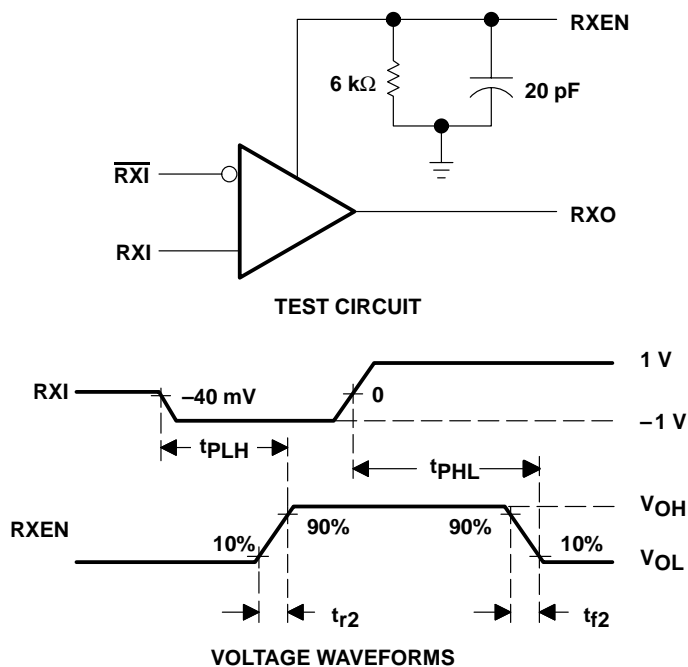 RXEN
6 kΩ
20 pF
R̅X̅I̅
RXI
RXO
TEST CIRCUIT
1 V
RXI
–40 mV
0
–1 V
tPLH
tPHL
VOH
RXEN
10%
90%
90%
10%
VOL
tr2
tf2
VOLTAGE WAVEFORMS